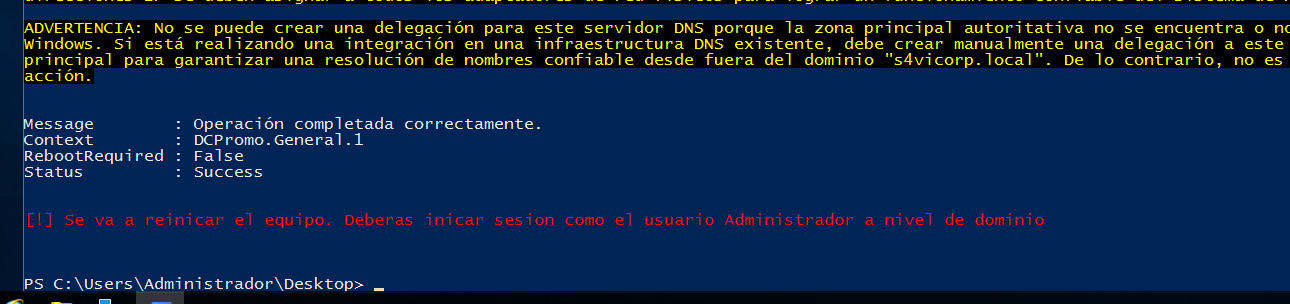 ADVERTENCIA: No se puede crear una delegación para este servidor DNS porque la zona principal autoritativa no se encuentra o no
Windows. Si está realizando una integración en una infraestructura DNS existente, debe crear manualmente una delegación a este
principal para garantizar una resolución de nombres confiable desde fuera del dominio "s4vicorp.local". De lo contrario, no es
acción.
Message : Operación completada correctamente.
Context : DCPromo.General.1
RebootRequired : False
Status : Success
[!] Se va a reinicar el equipo. Deberas inicar sesion como el usuario Administrador a nivel de dominio
PS C:\Users\Administrador\Desktop> _